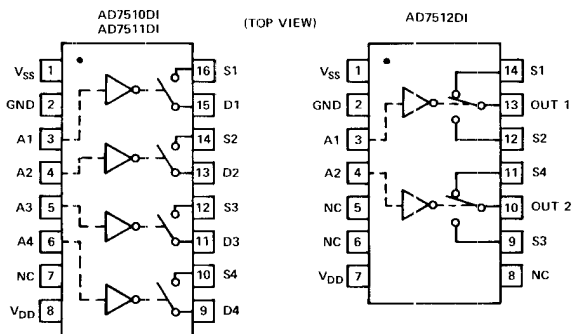 AD7510DI
AD7511DI
(TOP VIEW)
AD7512DI
VSS 1
GND 2
A1 3
A2 4
A3 5
A4 6
NC 7
VDD 8
16 S1
15 D1
14 S2
13 D2
12 S3
11 D3
10 S4
9 D4
VSS 1
GND 2
A1 3
A2 4
NC 5
NC 6
VDD 7
14 S1
13 OUT 1
12 S2
11 S4
10 OUT 2
9 S3
8 NC